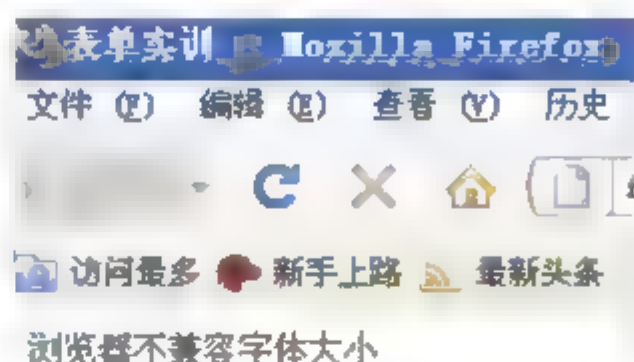 表单实训 - Mozilla Firefox
文件 (F) 编辑 (E) 查看 (V) 历史
访问最多 新手上路 最新头条
浏览器不兼容字体大小